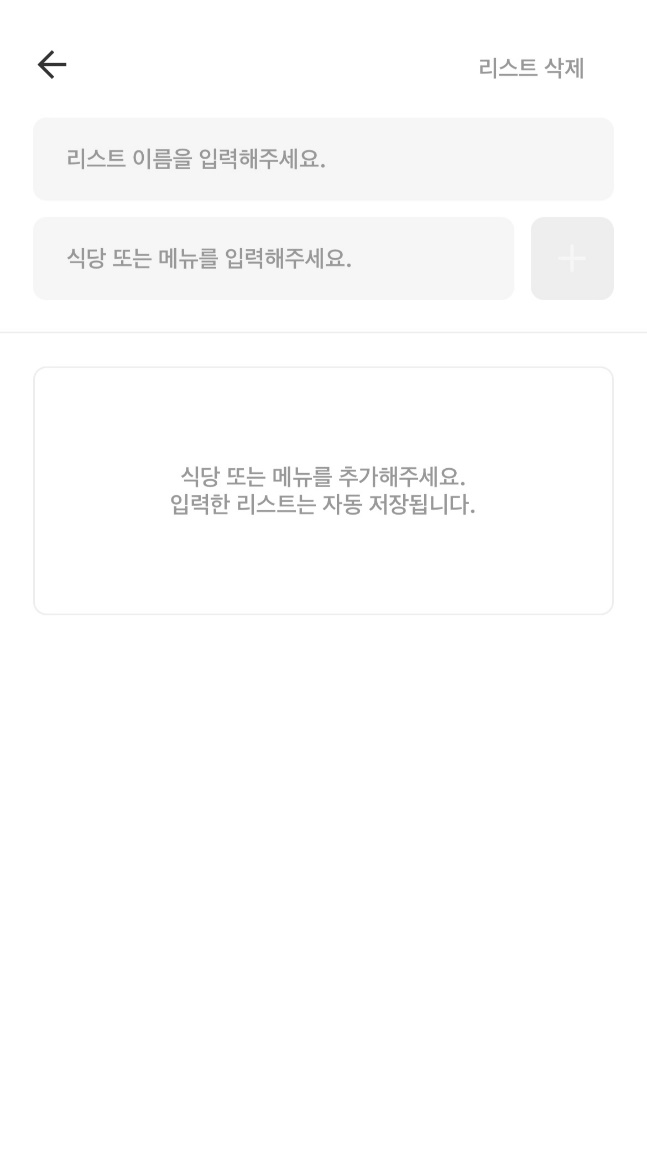 리스트 삭제
리스트 이름을 입력해주세요.
식당 또는 메뉴를 입력해주세요.
식당 또는 메뉴를 추가해주세요.
입력한 리스트는 자동 저장됩니다.